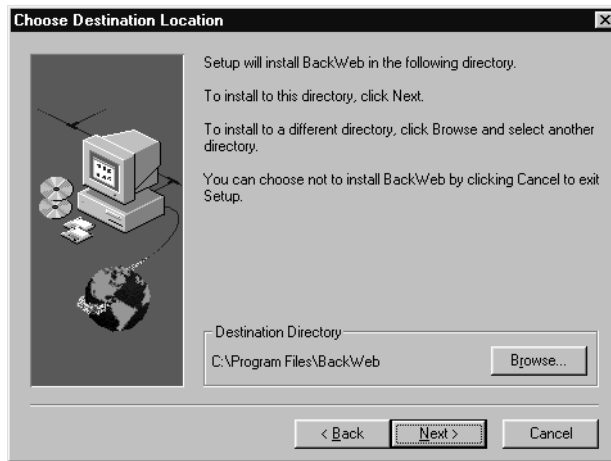 Choose Destination Location
Setup will install BackWeb in the following directory.
To install to this directory, click Next.
To install to a different directory, click Browse and select another
directory.
You can choose not to install BackWeb by clicking Cancel to exit
Setup.
Destination Directory
C:\Program Files\BackWeb
Browse...
< Back
Next >
Cancel